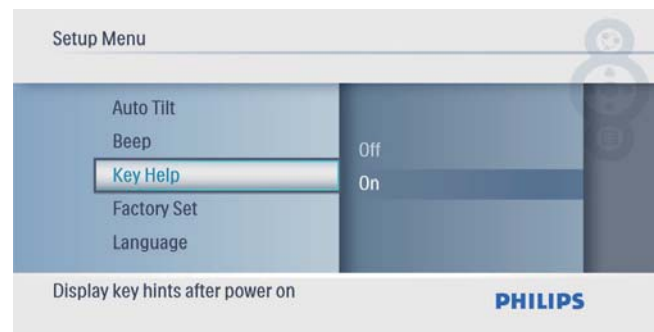 Setup Menu
Auto Tilt
Beep
Key Help
Factory Set
Language
Off
On
Display key hints after power on
PHILIPS